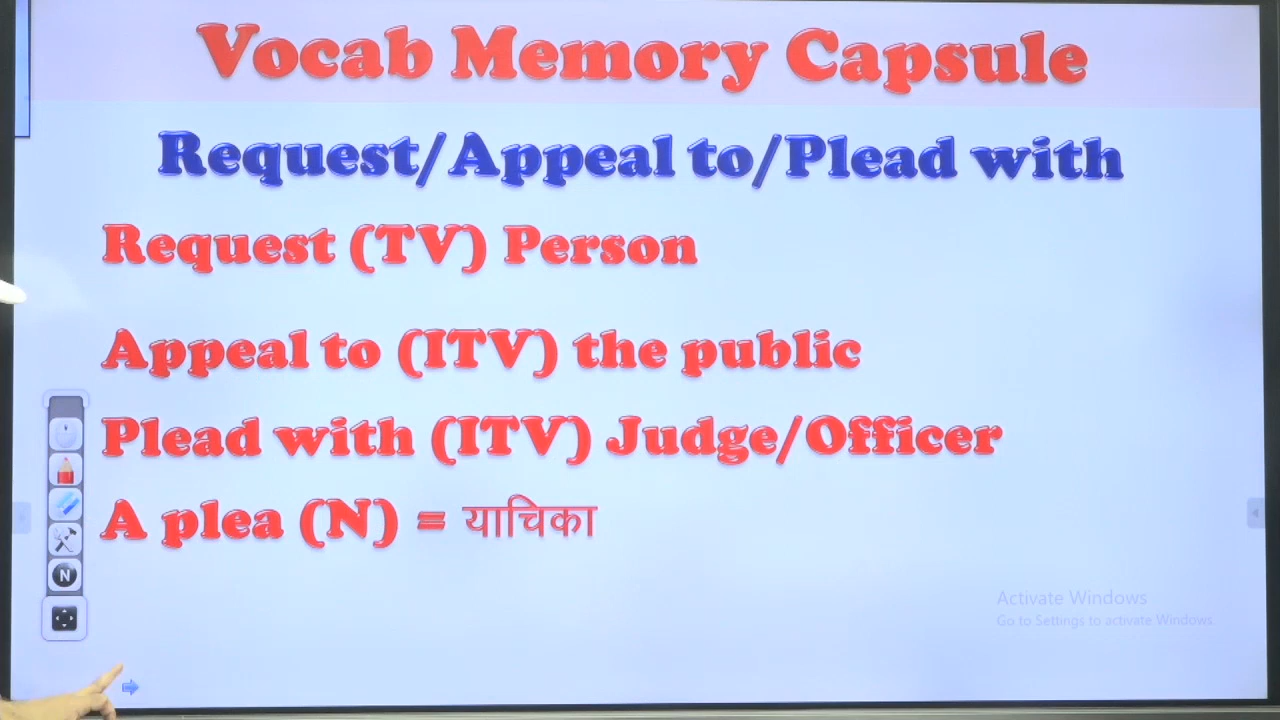 Vocab Memory Capsule
Request/Appeal to/Plead with
Request (TV) Person
Appeal to (ITV) the public
Plead with (ITV) Judge/Officer
A plea (N) = याचिका
N
Activate Windows
Go to Settings to activate Windows.